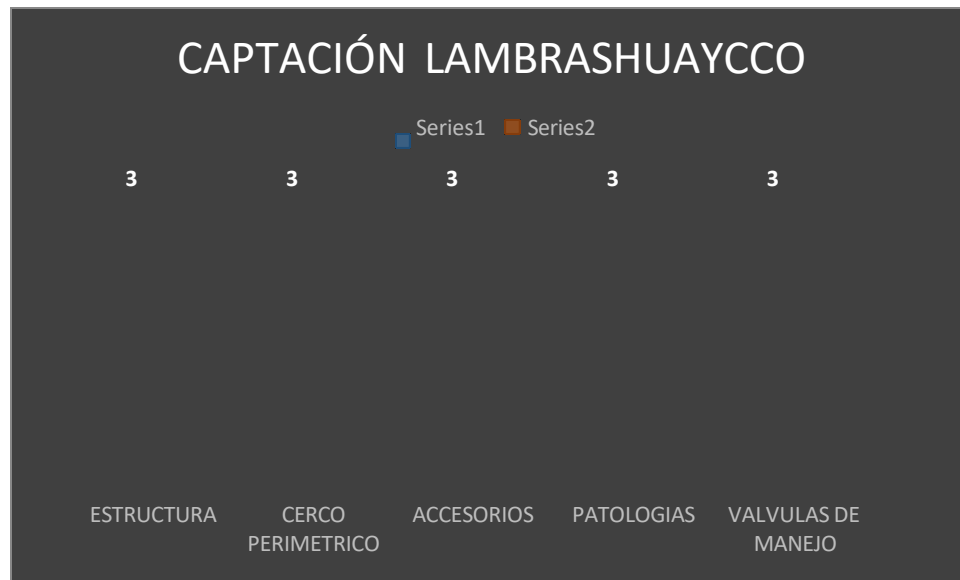 CAPTACIÓN LAMBRASHUAYCCO
Series1 Series2
3 3 3 3 3
ESTRUCTURA CERCO ACCESORIOS PATOLOGIAS VALVULAS DE
PERIMETRICO MANEJO